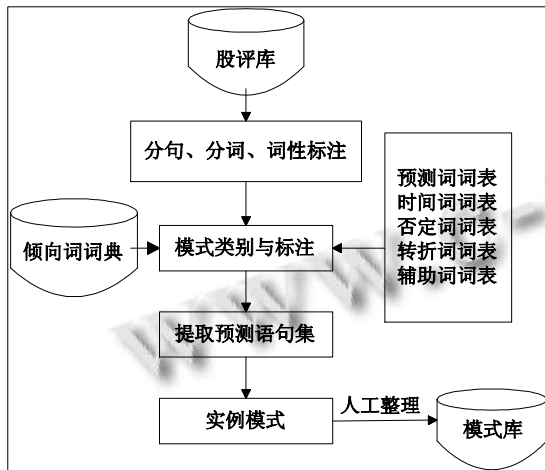 股评库
分句、分词、词性标注
预测词词表
时间词词表
否定词词表
转折词词表
辅助词词表
倾向词词典
模式类别与标注
提取预测语句集
实例模式
人工整理
模式库